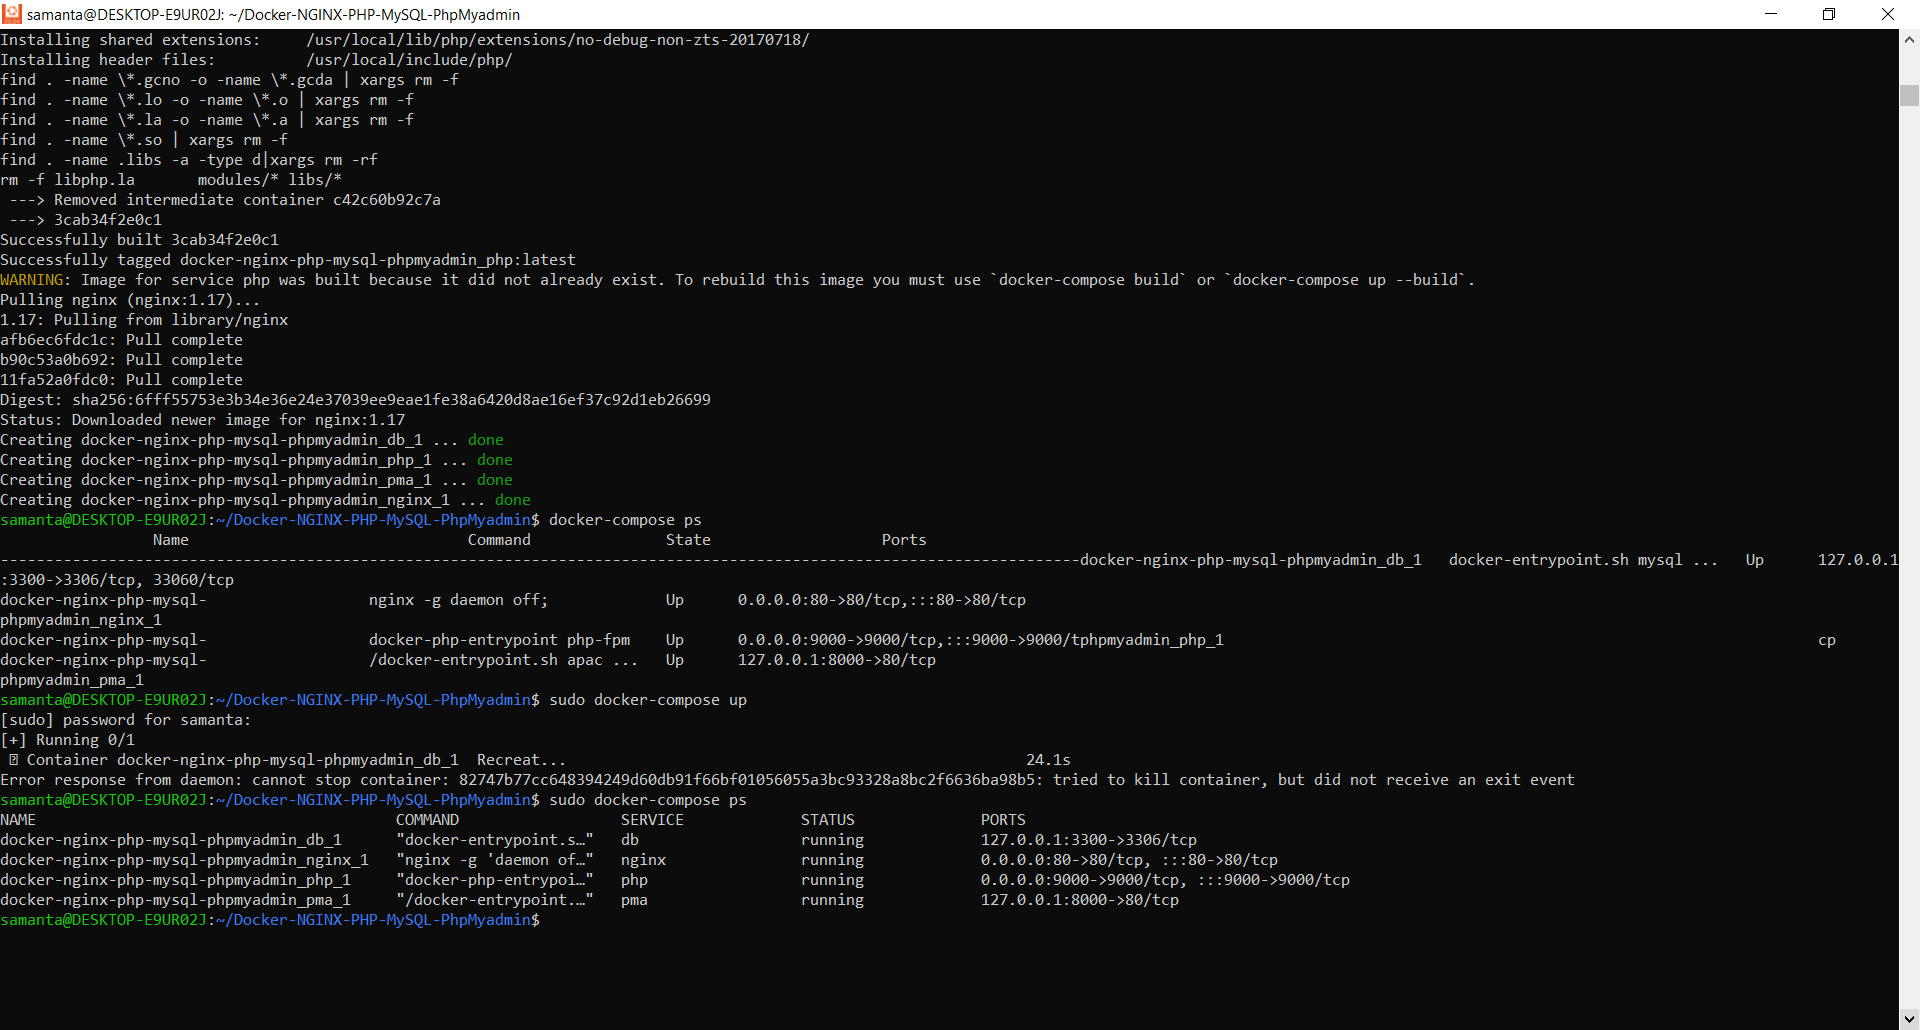 samanta@DESKTOP-E9UR02J: ~/Docker-NGINX-PHP-MySQL-PhpMyadmin
Installing shared extensions:     /usr/local/lib/php/extensions/no-debug-non-zts-20170718/
Installing header files:          /usr/local/include/php/
find . -name \*.gcno -o -name \*.gcda | xargs rm -f
find . -name \*.lo -o -name \*.o | xargs rm -f
find . -name \*.la -o -name \*.a | xargs rm -f
find . -name \*.so | xargs rm -f
find . -name .libs -a -type d|xargs rm -rf
rm -f libphp.la       modules/* libs/*
 ---> Removed intermediate container c42c60b92c7a
 ---> 3cab34f2e0c1
Successfully built 3cab34f2e0c1
Successfully tagged docker-nginx-php-mysql-phpmyadmin_php:latest
WARNING: Image for service php was built because it did not already exist. To rebuild this image you must use `docker-compose build` or `docker-compose up --build`.
Pulling nginx (nginx:1.17)...
1.17: Pulling from library/nginx
afb6ec6fdc1c: Pull complete
b90c53a0b692: Pull complete
11fa52a0fdc0: Pull complete
Digest: sha256:6fff55753e3b34e36e24e37039ee9eae1fe38a6420d8ae16ef37c92d1eb26699
Status: Downloaded newer image for nginx:1.17
Creating docker-nginx-php-mysql-phpmyadmin_db_1 ... done
Creating docker-nginx-php-mysql-phpmyadmin_php_1 ... done
Creating docker-nginx-php-mysql-phpmyadmin_pma_1 ... done
Creating docker-nginx-php-mysql-phpmyadmin_nginx_1 ... done
samanta@DESKTOP-E9UR02J:~/Docker-NGINX-PHP-MySQL-PhpMyadmin$ docker-compose ps
                 Name                               Command               State                   Ports
------------------------------------------------------------------------------------------------------------------------docker-nginx-php-mysql-phpmyadmin_db_1   docker-entrypoint.sh mysql ...   Up      127.0.0.1
:3300->3306/tcp, 33060/tcp
docker-nginx-php-mysql-                  nginx -g daemon off;             Up      0.0.0.0:80->80/tcp,:::80->80/tcp
phpmyadmin_nginx_1
docker-nginx-php-mysql-                  docker-php-entrypoint php-fpm    Up      0.0.0.0:9000->9000/tcp,:::9000->9000/tphpmyadmin_php_1                                                                  cp
docker-nginx-php-mysql-                  /docker-entrypoint.sh apac ...   Up      127.0.0.1:8000->80/tcp
phpmyadmin_pma_1
samanta@DESKTOP-E9UR02J:~/Docker-NGINX-PHP-MySQL-PhpMyadmin$ sudo docker-compose up
[sudo] password for samanta:
[+] Running 0/1
 Container docker-nginx-php-mysql-phpmyadmin_db_1  Recreat...                                                   24.1s
Error response from daemon: cannot stop container: 82747b77cc648394249d60db91f66bf01056055a3bc93328a8bc2f6636ba98b5: tried to kill container, but did not receive an exit event
samanta@DESKTOP-E9UR02J:~/Docker-NGINX-PHP-MySQL-PhpMyadmin$ sudo docker-compose ps
NAME                                        COMMAND                  SERVICE             STATUS              PORTS
docker-nginx-php-mysql-phpmyadmin_db_1      "docker-entrypoint.s…"   db                  running             127.0.0.1:3300->3306/tcp
docker-nginx-php-mysql-phpmyadmin_nginx_1   "nginx -g 'daemon of…"   nginx               running             0.0.0.0:80->80/tcp, :::80->80/tcp
docker-nginx-php-mysql-phpmyadmin_php_1     "docker-php-entrypoi…"   php                 running             0.0.0.0:9000->9000/tcp, :::9000->9000/tcp
docker-nginx-php-mysql-phpmyadmin_pma_1     "/docker-entrypoint.…"   pma                 running             127.0.0.1:8000->80/tcp
samanta@DESKTOP-E9UR02J:~/Docker-NGINX-PHP-MySQL-PhpMyadmin$